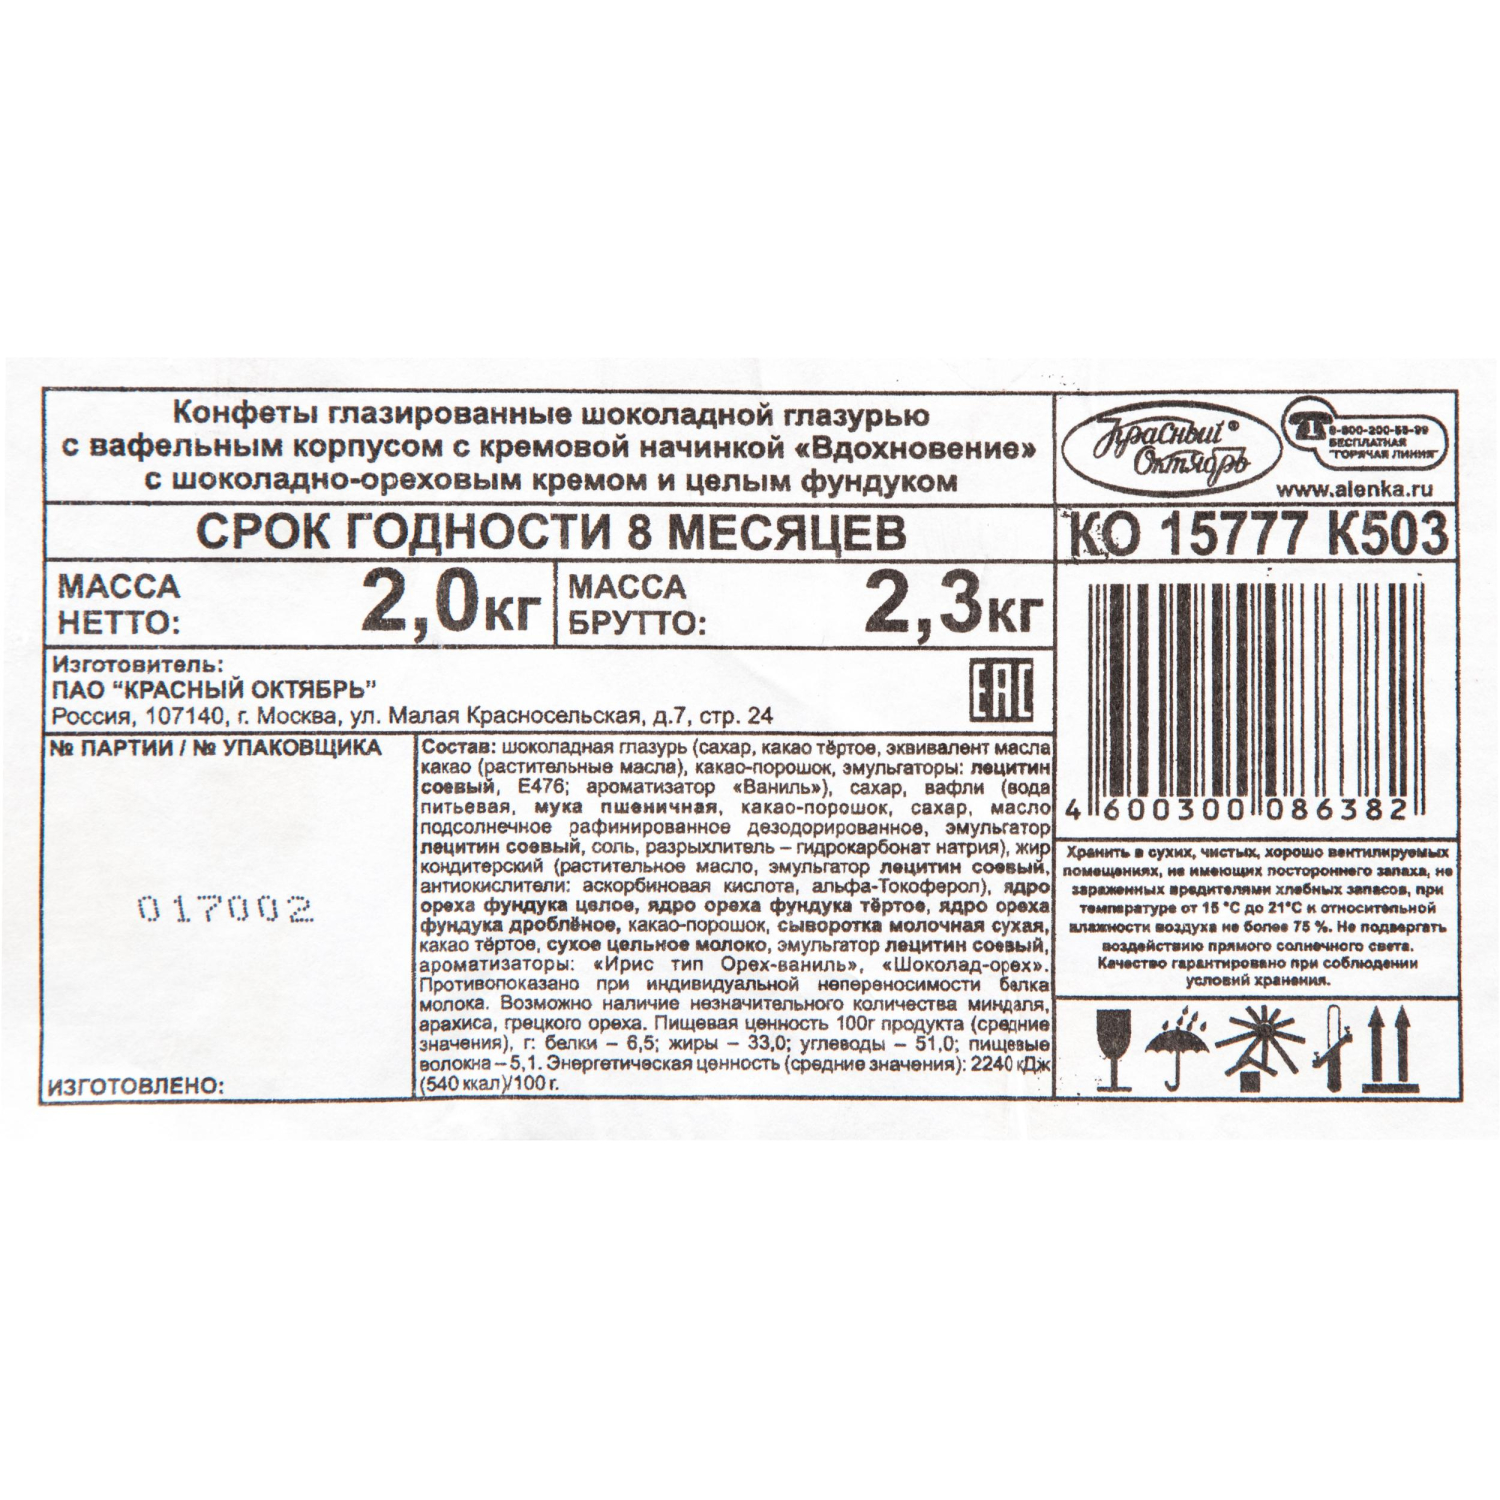 Конфеты глазированные шоколадной глазурью
с вафельным корпусом с кремовой начинкой «Вдохновение»
с шоколадно-ореховым кремом и целым фундуком
СРОК ГОДНОСТИ 8 МЕСЯЦЕВ
МАССА НЕТТО: 2,0кг
МАССА БРУТТО: 2,3кг
Изготовитель:
ПАО "КРАСНЫЙ ОКТЯБРЬ"
Россия, 107140, г. Москва, ул. Малая Красносельская, д.7, стр. 24
ЕАС
№ ПАРТИИ / № УПАКОВЩИКА
017002
ИЗГОТОВЛЕНО:
Состав: шоколадная глазурь (сахар, какао тёртое, эквивалент масла
какао (растительные масла), какао-порошок, эмульгаторы: лецитин
соевый, Е476; ароматизатор «Ваниль»), сахар, вафли (вода
питьевая, мука пшеничная, какао-порошок, сахар, масло
подсолнечное рафинированное дезодорированное, эмульгатор
лецитин соевый, соль, разрыхлитель – гидрокарбонат натрия), жир
кондитерский (растительное масло, эмульгатор лецитин соевый,
антиокислители: аскорбиновая кислота, альфа-Токоферол), ядро
ореха фундука целое, ядро ореха фундука тёртое, ядро ореха
фундука дроблёное, какао-порошок, сыворотка молочная сухая,
какао тёртое, сухое цельное молоко, эмульгатор лецитин соевый,
ароматизаторы: «Ирис тип Орех-ваниль», «Шоколад-орех».
Противопоказано при индивидуальной непереносимости белка
молока. Возможно наличие незначительного количества миндаля,
арахиса, грецкого ореха. Пищевая ценность 100г продукта (средние
значения), г: белки – 6,5; жиры – 33,0; углеводы – 51,0; пищевые
волокна – 5,1. Энергетическая ценность (средние значения): 2240 кДж
(540 ккал)/100 г.
Красный ®
Октябрь
8-800-200-55-99
БЕСПЛАТНАЯ
"ГОРЯЧАЯ ЛИНИЯ"
www.alenka.ru
КО 15777 К503
4 600300 086382
Хранить в сухих, чистых, хорошо вентилируемых
помещениях, не имеющих постороннего запаха, не
зараженных вредителями хлебных запасов, при
температуре от 15 °С до 21°С и относительной
влажности воздуха не более 75 %. Не подвергать
воздействию прямого солнечного света.
Качество гарантировано при соблюдении
условий хранения.